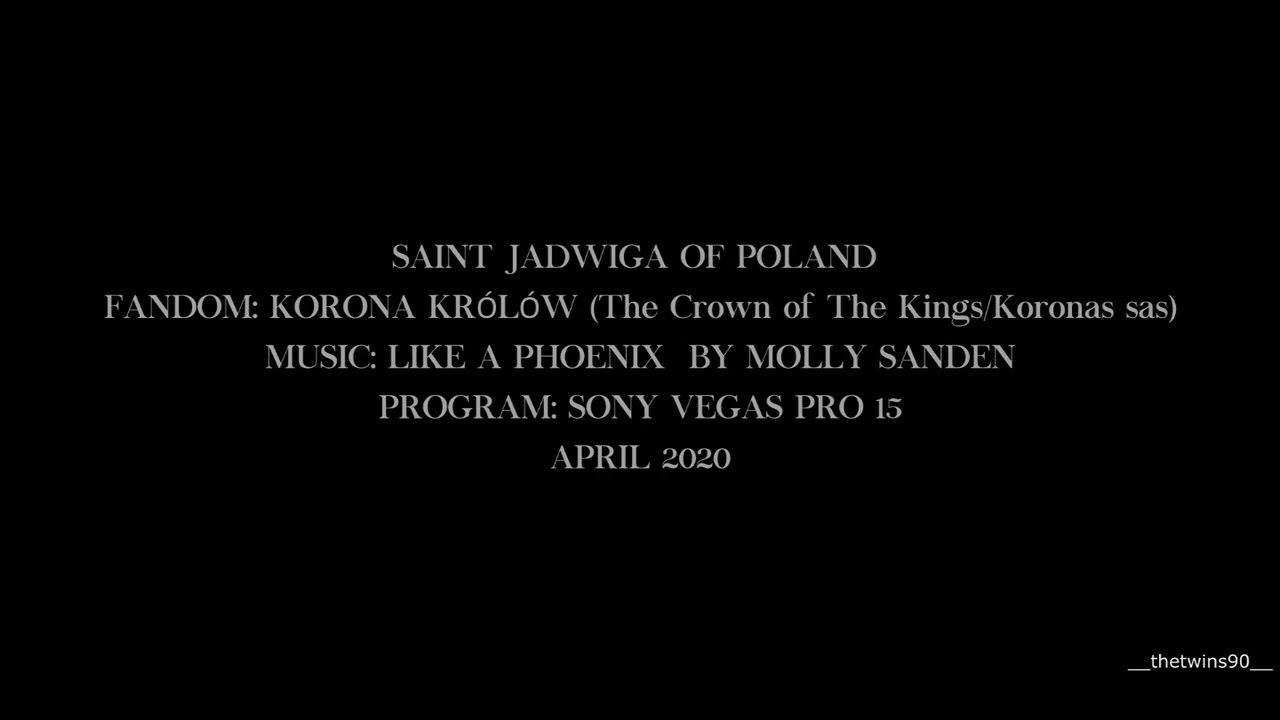 SAINT JADWIGA OF POLAND
FANDOM: KORONA KRÓLÓW (The Crown of The Kings/Koronas sas)
MUSIC: LIKE A PHOENIX BY MOLLY SANDEN
PROGRAM: SONY VEGAS PRO 15
APRIL 2020
__thetwins90__